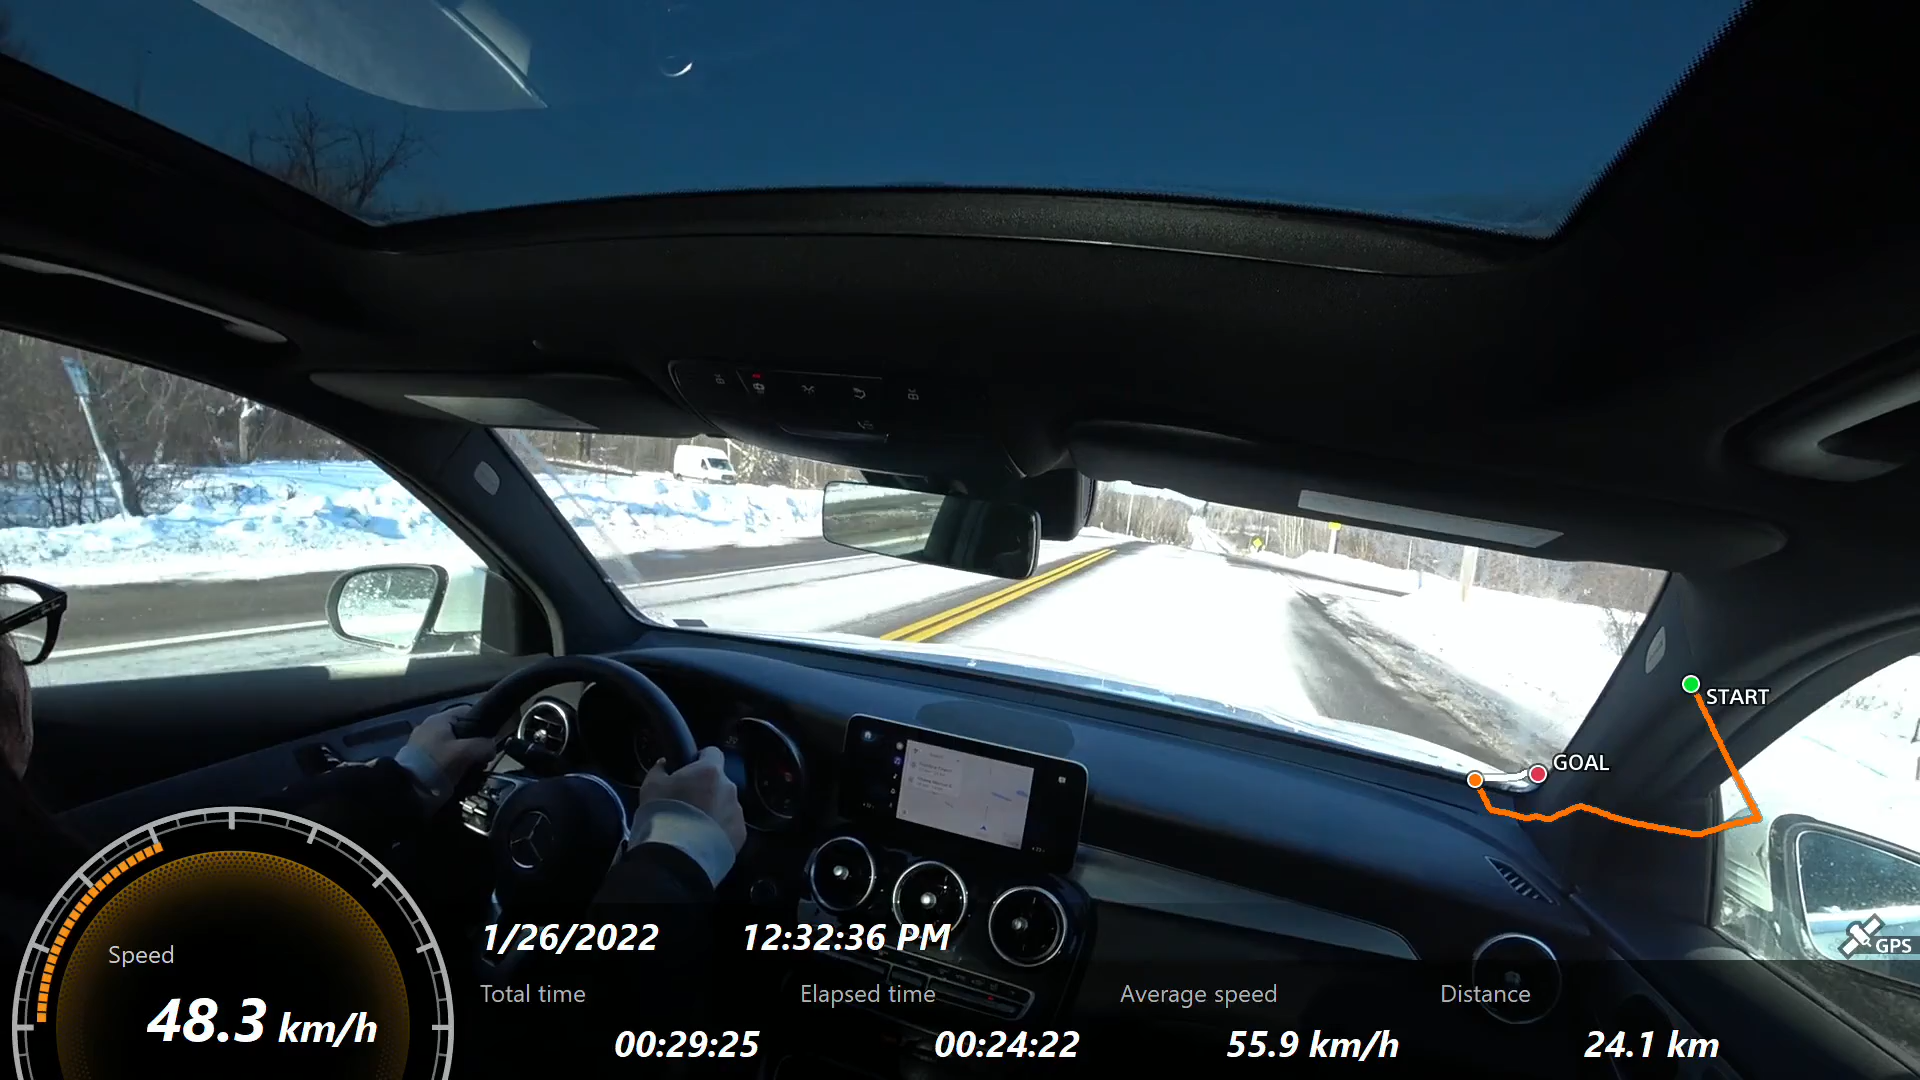 START
GOAL
GPS
1/26/2022 12:32:36 PM
Speed
48.3 km/h
Total time
00:29:25
Elapsed time
00:24:22
Average speed
55.9 km/h
Distance
24.1 km